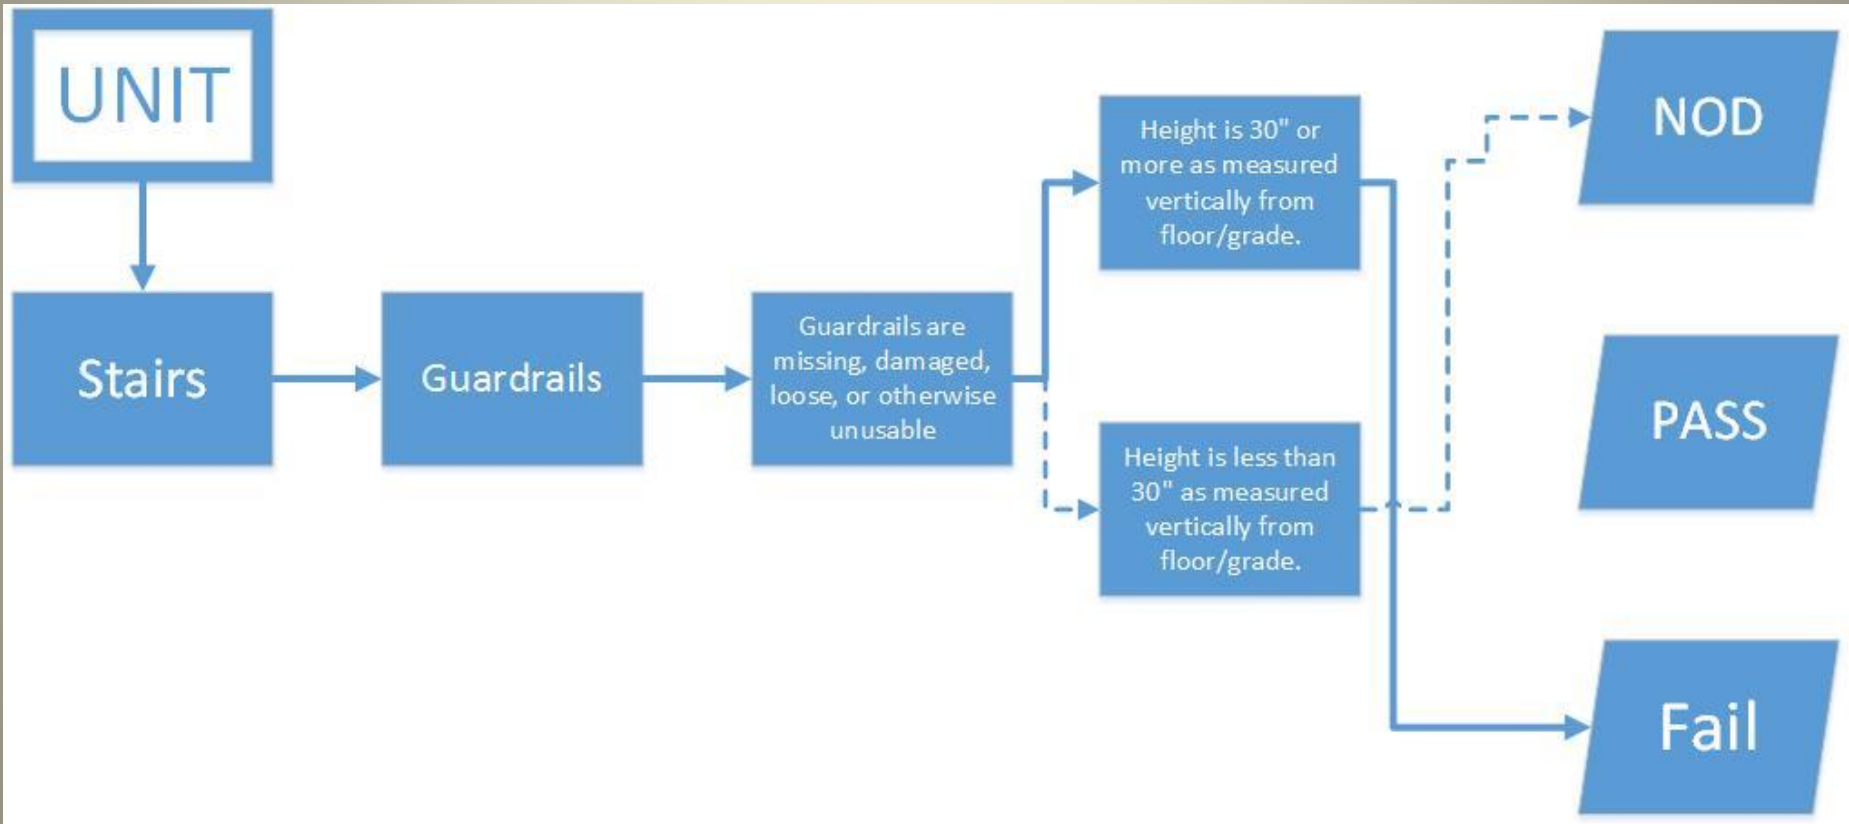 UNIT
Stairs
Guardrails
Guardrails are
missing, damaged,
loose, or otherwise
unusable
Height is 30" or
more as measured
vertically from
floor/grade.
Height is less than
30" as measured
vertically from
floor/grade.
NOD
PASS
Fail